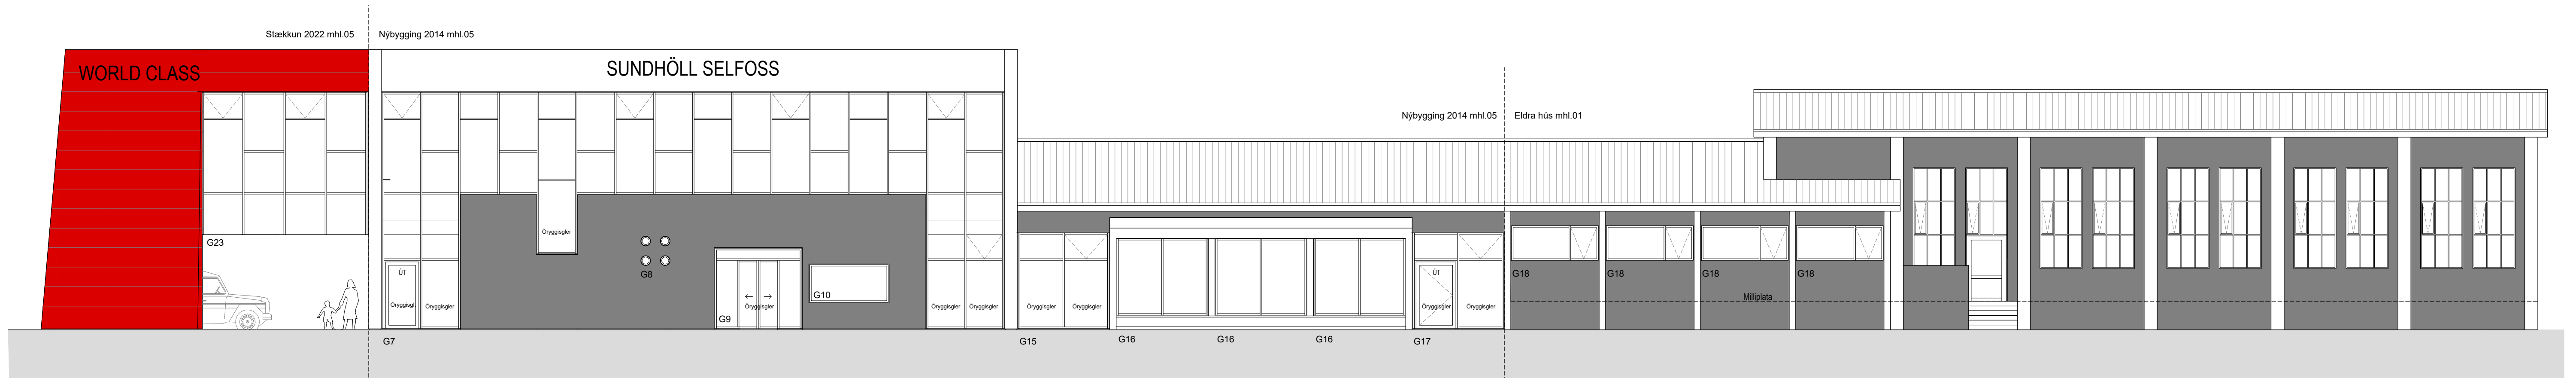 Stækkun 2022 mhl.05
Nýbygging 2014 mhl.05
WORLD CLASS
SUNDHÖLL SELFOSS
Nýbygging 2014 mhl.05
Eldra hús mhl.01
G23
ÚT
Öryggisgl.
Öryggisgler
G7
Öryggisgler
G8
G9
Öryggisgler
G10
Öryggisgler
Öryggisgler
Öryggisgler
Öryggisgler
G15
G16
G16
G16
ÚT
Öryggisgler
Öryggisgler
G17
G18
G18
G18
G18
Milliplata